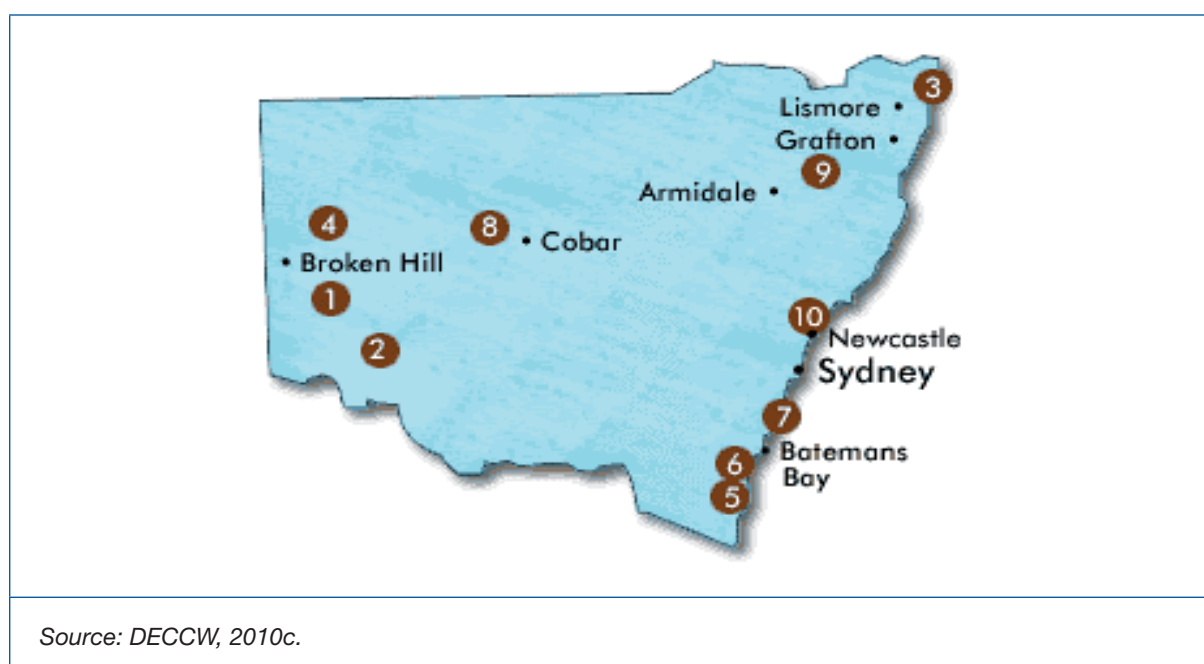 3
Lismore
Grafton
9
Armidale
4
8
Cobar
Broken Hill
1
10
2
Newcastle
Sydney
7
Batemans
Bay
6
5
Source: DECCW, 2010c.